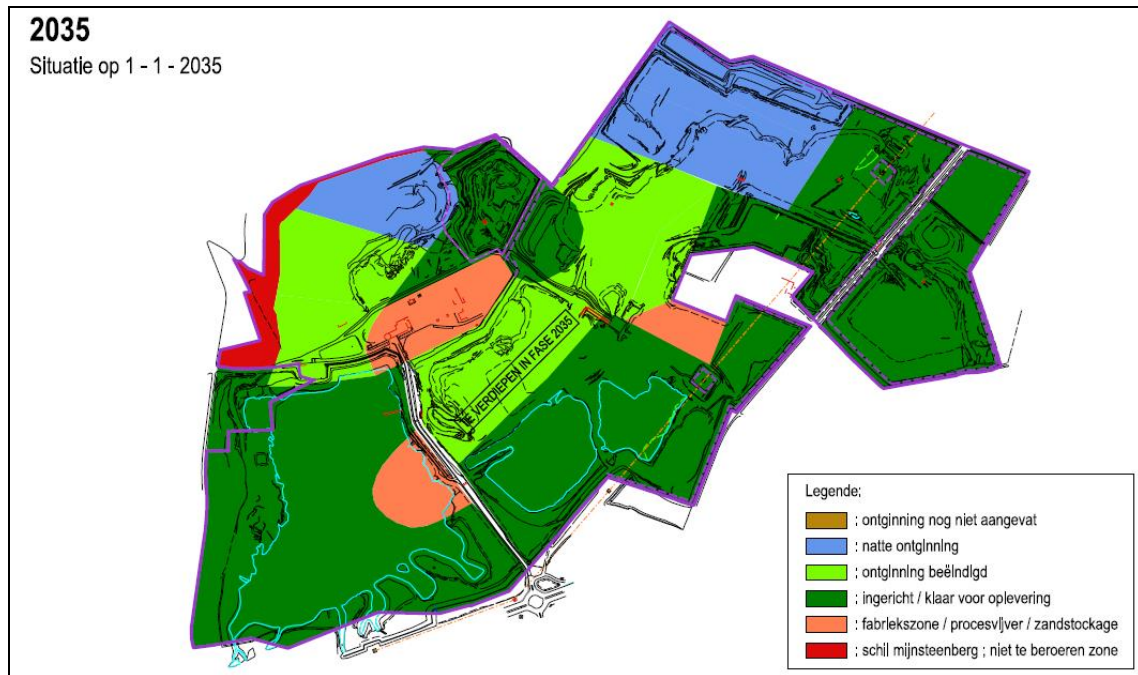 2035
Situatie op 1 - 1 - 2035
TE VERDIEPEN IN FASE 2035
Legende:
: ontginning nog niet aangevat
: natte ontginning
: ontginning beëindigd
: ingericht / klaar voor oplevering
: fabriekszone / procesvijver / zandstockage
: schil mijnsteenberg ; niet te beroeren zone